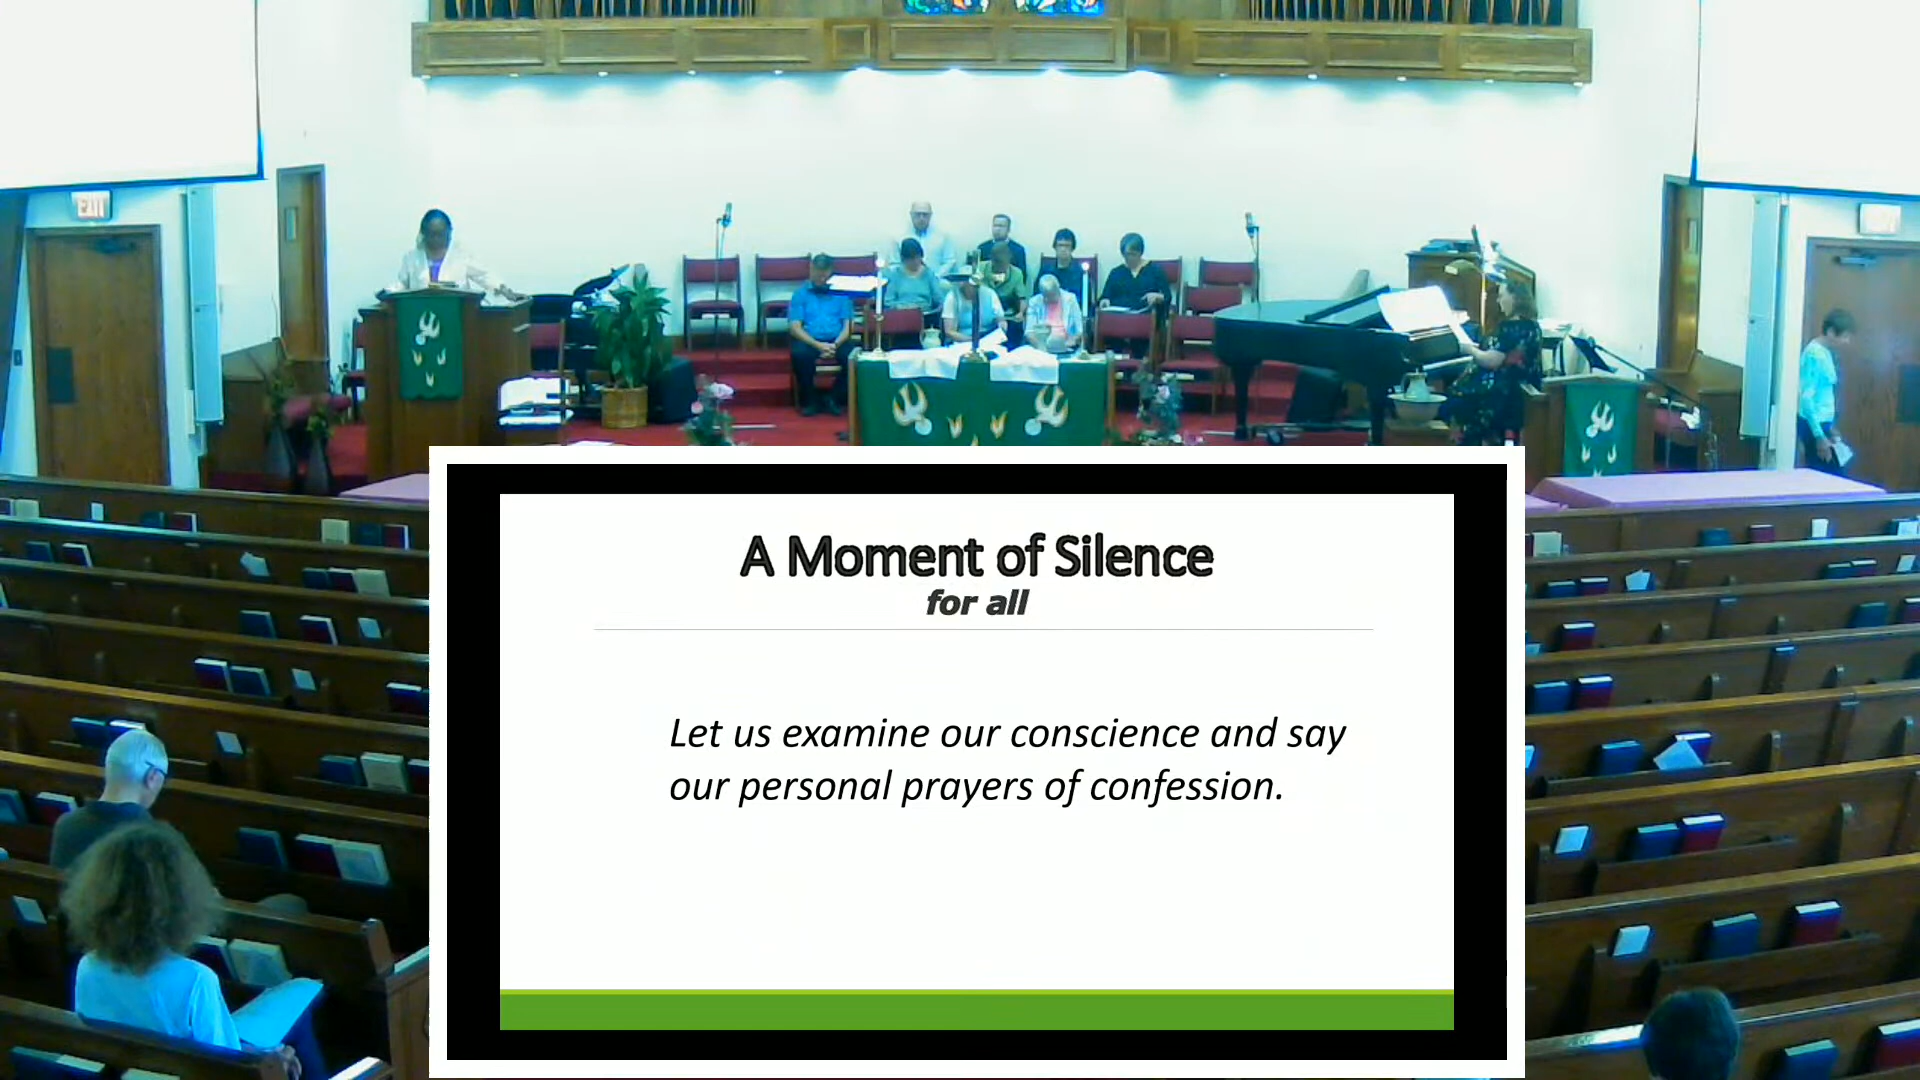 EXIT
A Moment of Silence
for all
Let us examine our conscience and say
our personal prayers of confession.